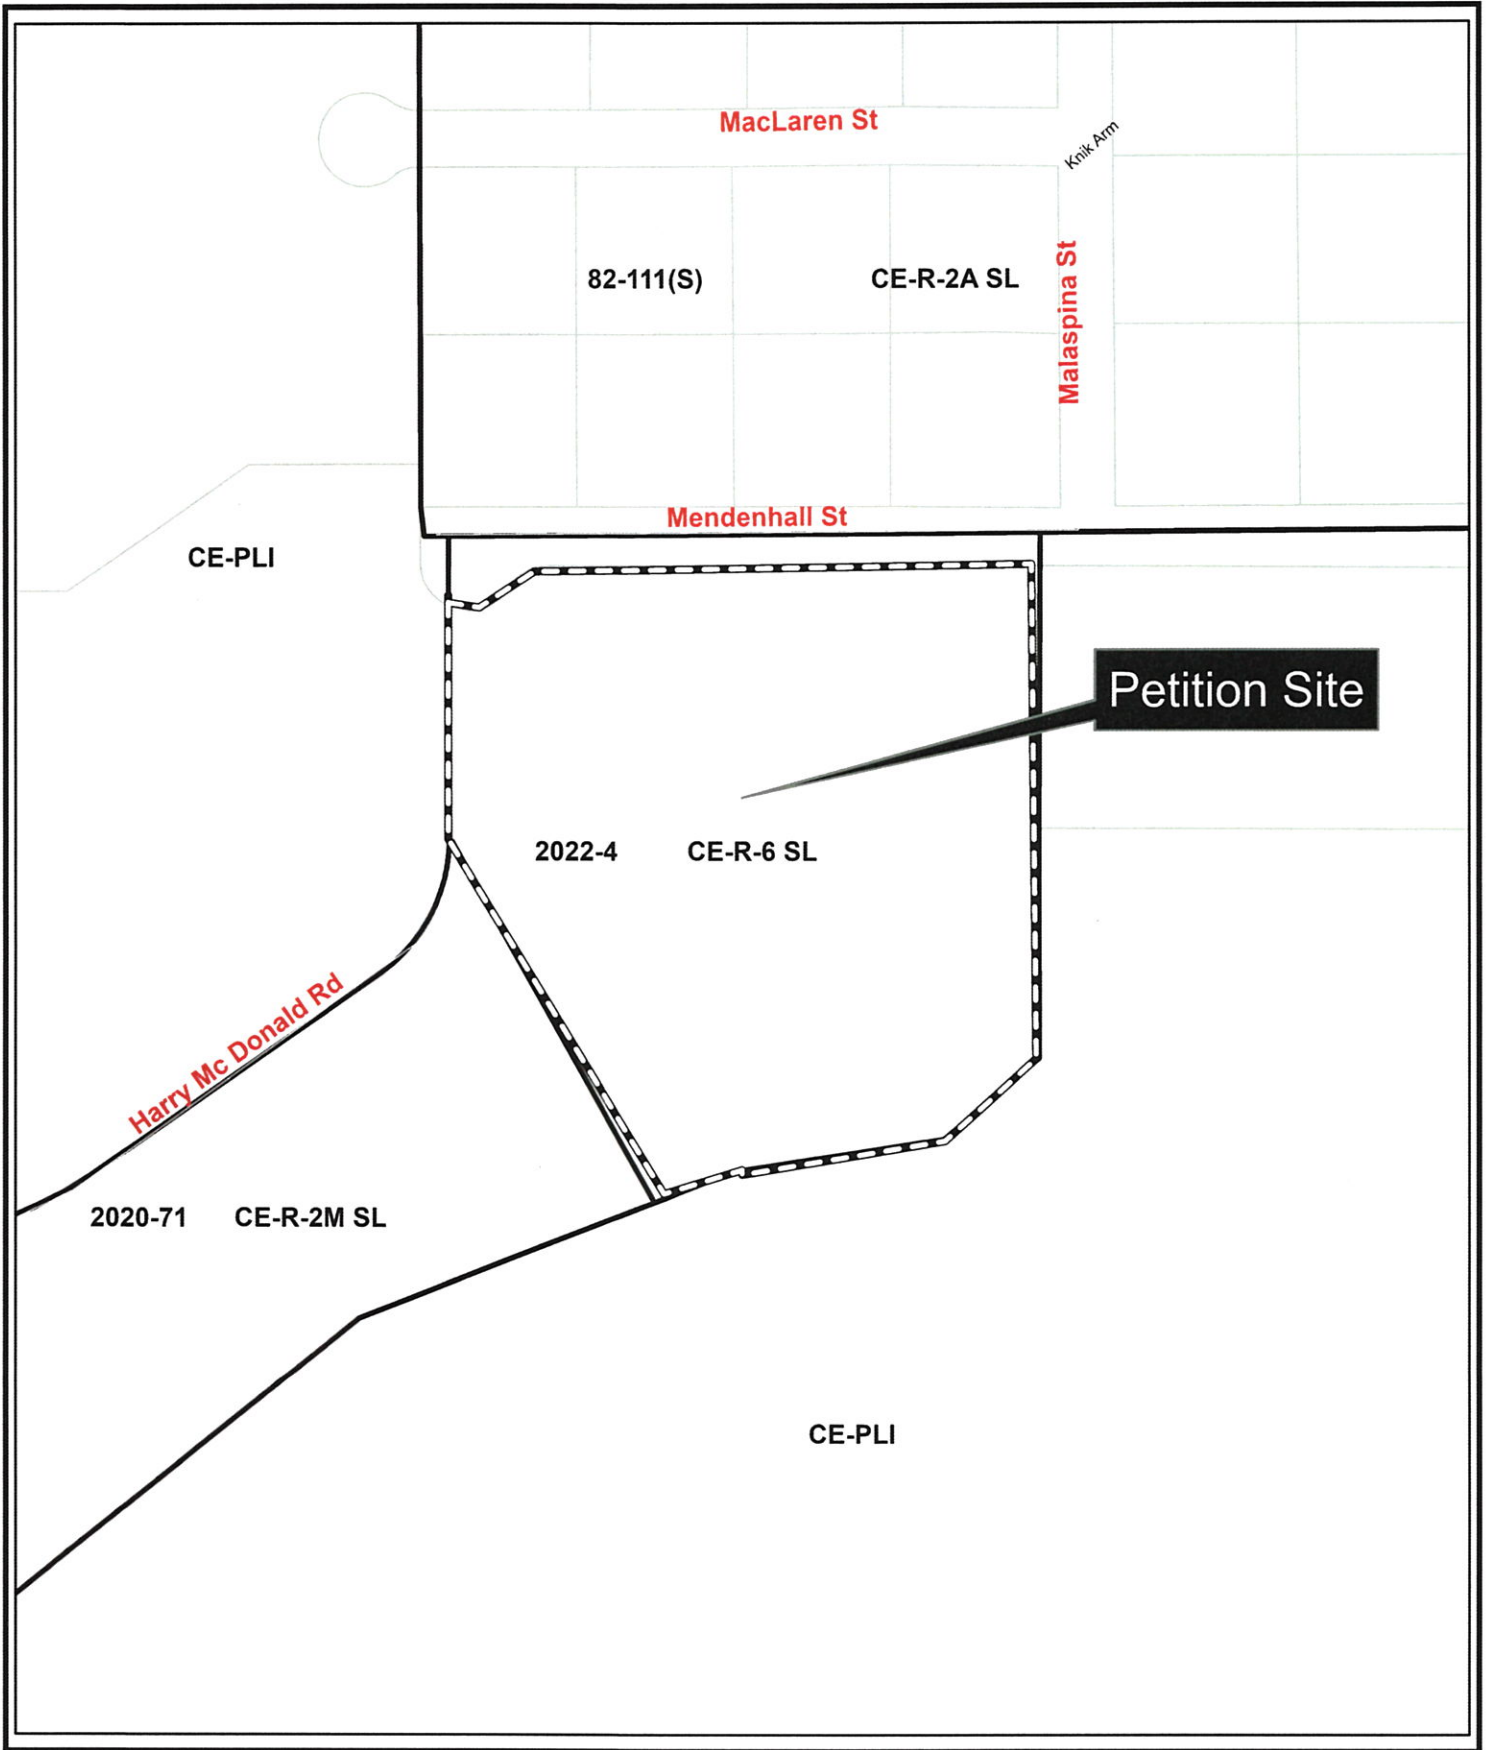 MacLaren St
Knik Arm
82-111(S) CE-R-2A SL
Malaspina St
Mendenhall St
CE-PLI
Petition Site
2022-4 CE-R-6 SL
Harry Mc Donald Rd
2020-71 CE-R-2M SL
CE-PLI